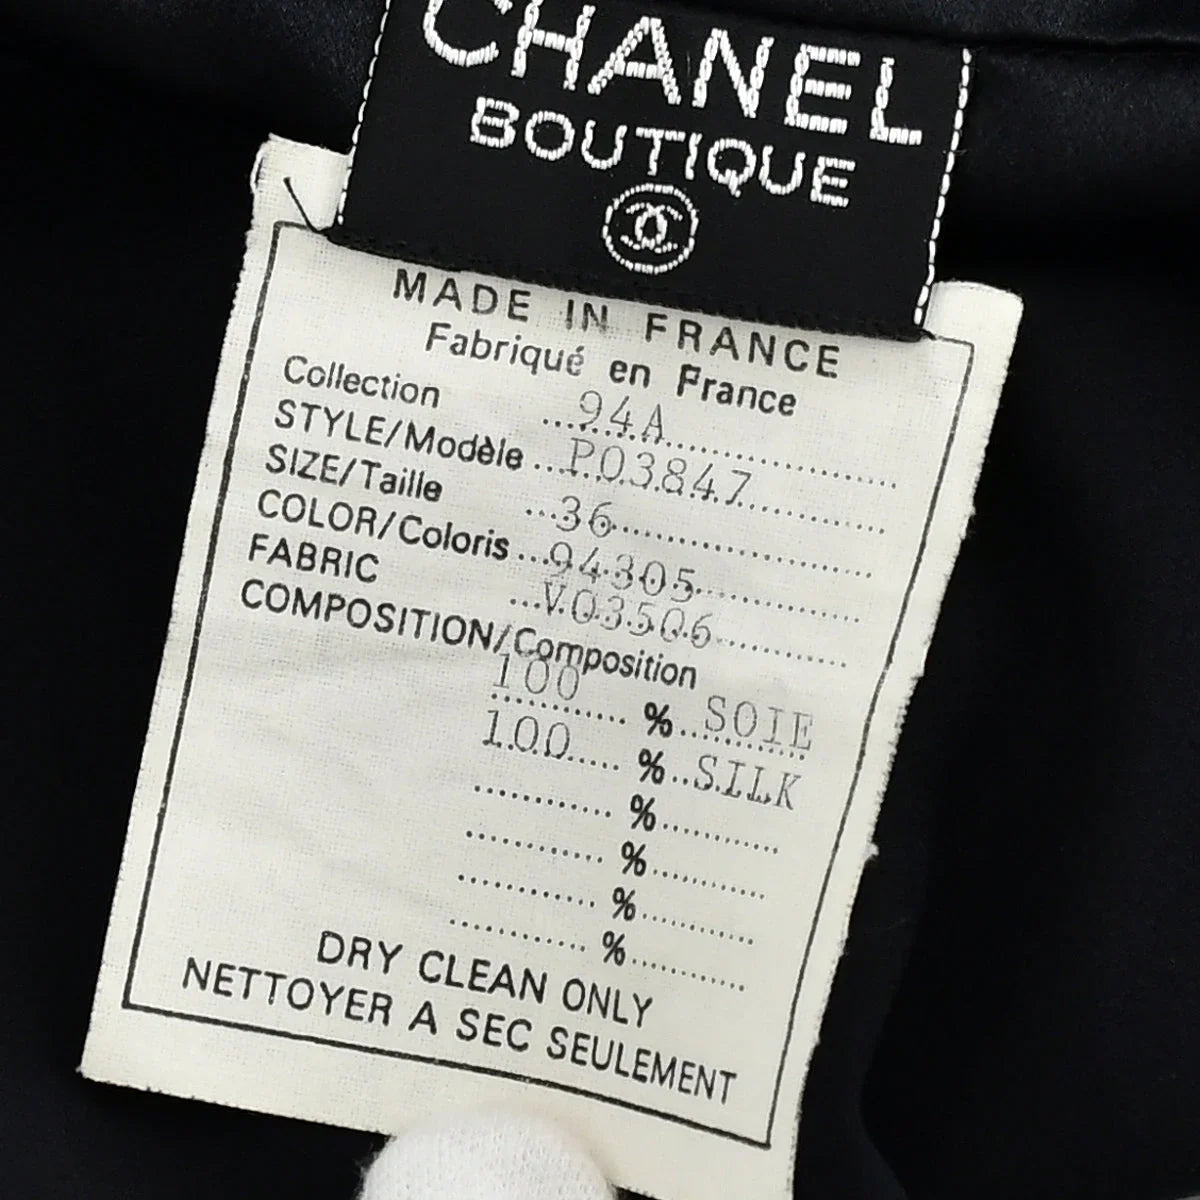 CHANEL
BOUTIQUE
MADE IN FRANCE
Fabriqué en France
Collection ...94A...
STYLE/Modèle ...P03847...
SIZE/Taille ...36...
COLOR/Coloris ...94305...
FABRIC ...V03506...
COMPOSITION/Composition
100 % SOIE
100 % SILK
%
%
%
%
DRY CLEAN ONLY
NETTOYER A SEC SEULEMENT